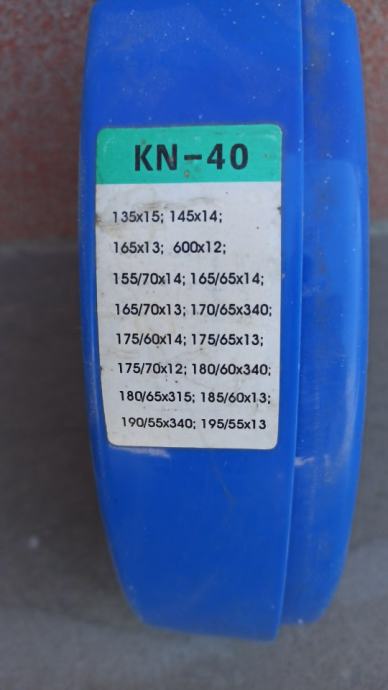 KN-40
135x15; 145x14;
165x13; 600x12;
155/70x14; 165/65x14;
165/70x13; 170/65x340;
175/60x14; 175/65x13;
175/70x12; 180/60x340;
180/65x315; 185/60x13;
190/55x340; 195/55x13